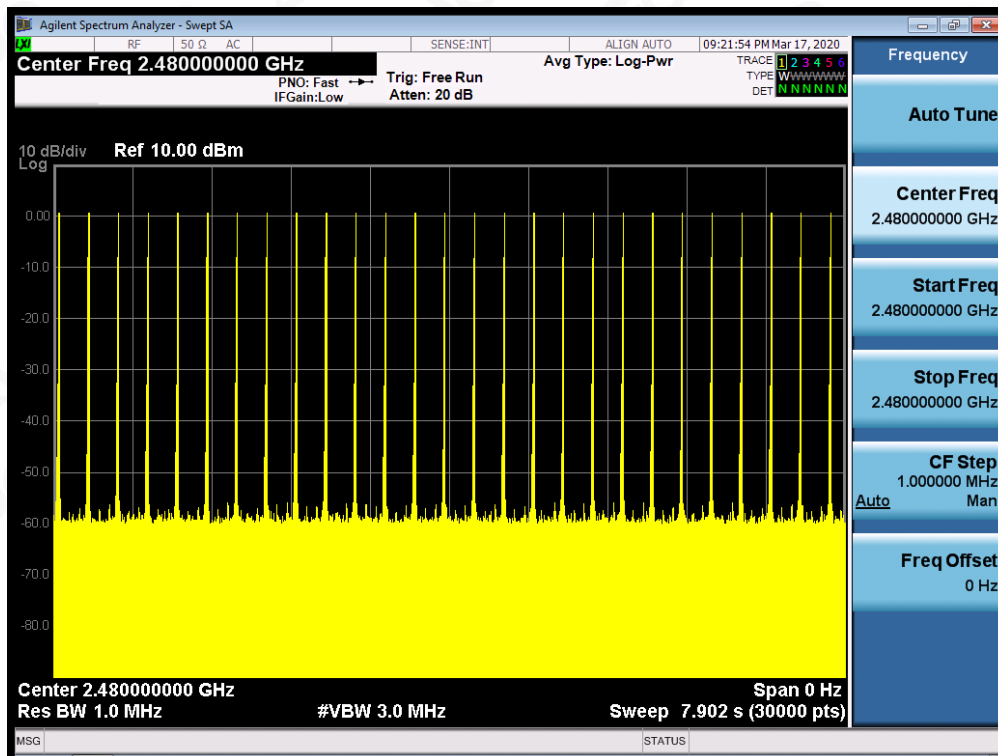 Agilent Spectrum Analyzer - Swept SA
LXI RF 50 Ω AC SENSE:INT ALIGN AUTO 09:21:54 PM Mar 17, 2020
Center Freq 2.480000000 GHz
PNO: Fast
IFGain:Low
Trig: Free Run
Atten: 20 dB
Avg Type: Log-Pwr
TRACE 1 2 3 4 5 6
TYPE WWWWWW
DET N N N N N N
10 dB/div Ref 10.00 dBm
Log
0.00
-10.0
-20.0
-30.0
-40.0
-50.0
-60.0
-70.0
-80.0
Center 2.480000000 GHz Span 0 Hz
Res BW 1.0 MHz #VBW 3.0 MHz Sweep 7.902 s (30000 pts)
MSG STATUS
Frequency
Auto Tune
Center Freq
2.480000000 GHz
Start Freq
2.480000000 GHz
Stop Freq
2.480000000 GHz
CF Step
1.000000 MHz
Auto Man
Freq Offset
0 Hz